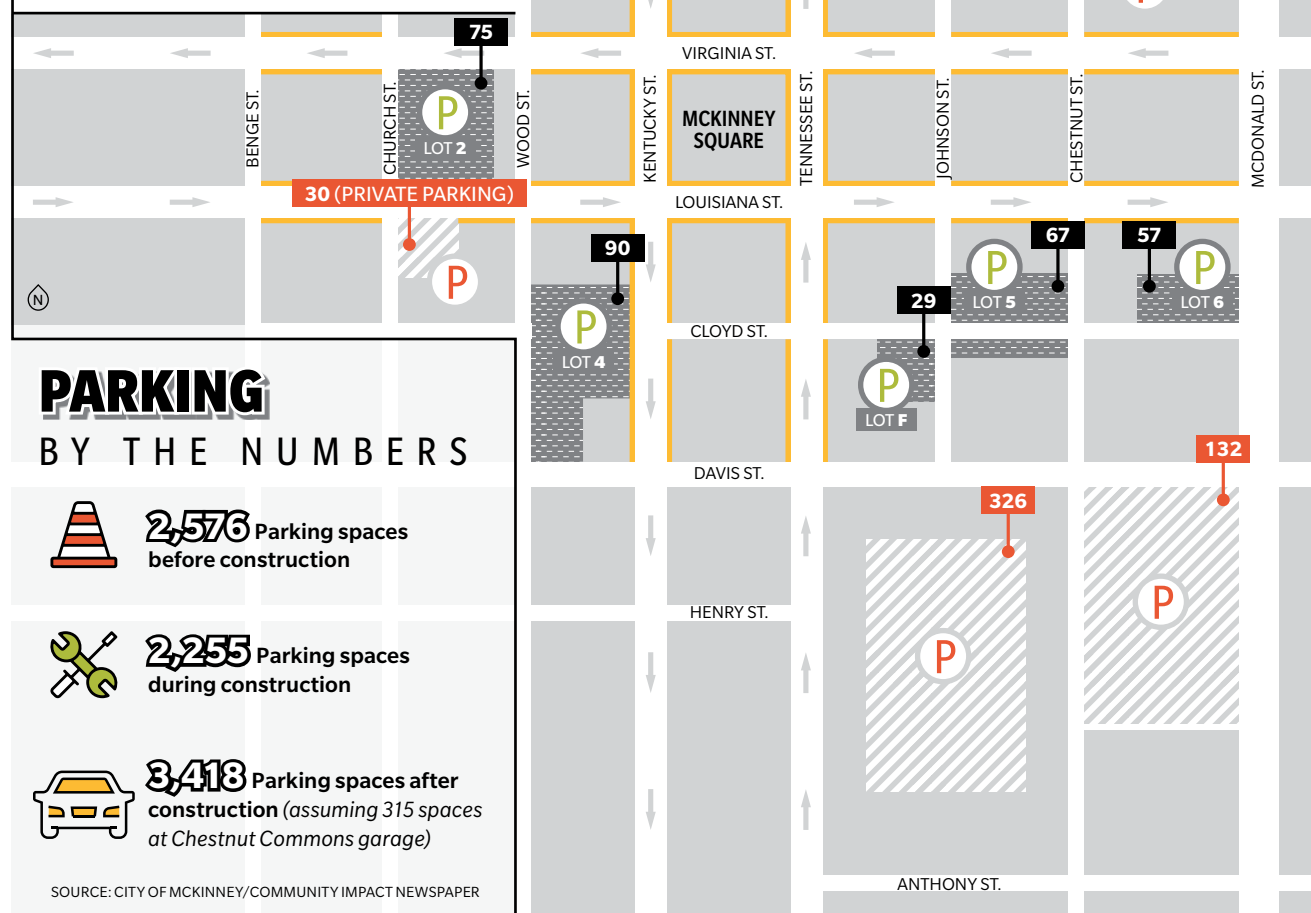 P
75
VIRGINIA ST.
BENGE ST.
CHURCH ST.
P
LOT 2
WOOD ST.
KENTUCKY ST.
MCKINNEY
SQUARE
TENNESSEE ST.
JOHNSON ST.
CHESTNUT ST.
MCDONALD ST.
30 (PRIVATE PARKING)
LOUISIANA ST.
P
N
90
P
LOT 4
67
57
P
LOT 5
P
LOT 6
29
CLOYD ST.
P
LOT F
DAVIS ST.
132
326
P
P
HENRY ST.
ANTHONY ST.
PARKING
BY THE NUMBERS
2,576 Parking spaces
before construction
2,255 Parking spaces
during construction
3,418 Parking spaces after
construction (assuming 315 spaces
at Chestnut Commons garage)
SOURCE: CITY OF MCKINNEY/COMMUNITY IMPACT NEWSPAPER